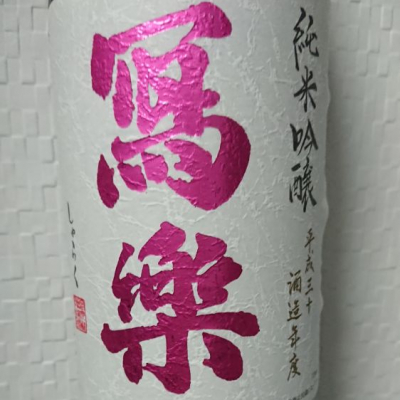 純米吟醸
平成三十
酒造年度
寫樂
しゃらく